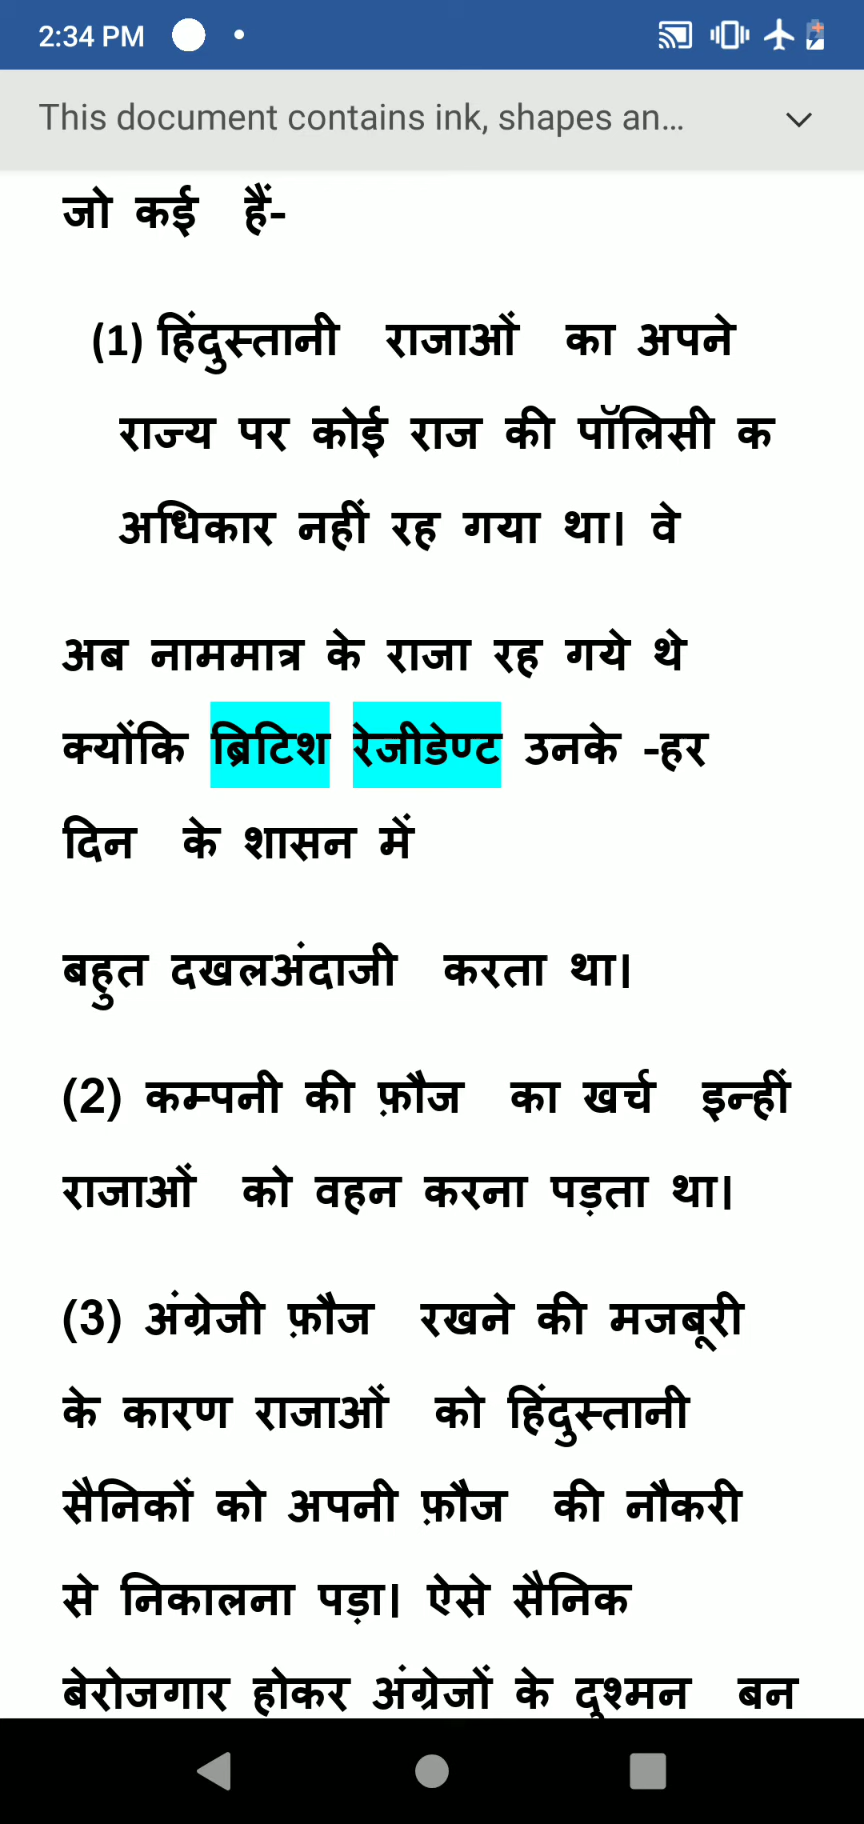 2:34 PM
This document contains ink, shapes an...
जो कई हैं-
(1) हिंदुस्तानी राजाओं का अपने
राज्य पर कोई राज की पॉलिसी क
अधिकार नहीं रह गया था। वे
अब नाममात्र के राजा रह गये थे
क्योंकि ब्रिटिश रेजीडेण्ट उनके -हर
दिन के शासन में
बहुत दखलअंदाजी करता था।
(2) कम्पनी की फ़ौज का खर्च इन्हीं
राजाओं को वहन करना पड़ता था।
(3) अंग्रेजी फ़ौज रखने की मजबूरी
के कारण राजाओं को हिंदुस्तानी
सैनिकों को अपनी फ़ौज की नौकरी
से निकालना पड़ा। ऐसे सैनिक
बेरोजगार होकर अंग्रेजों के दुश्मन बन